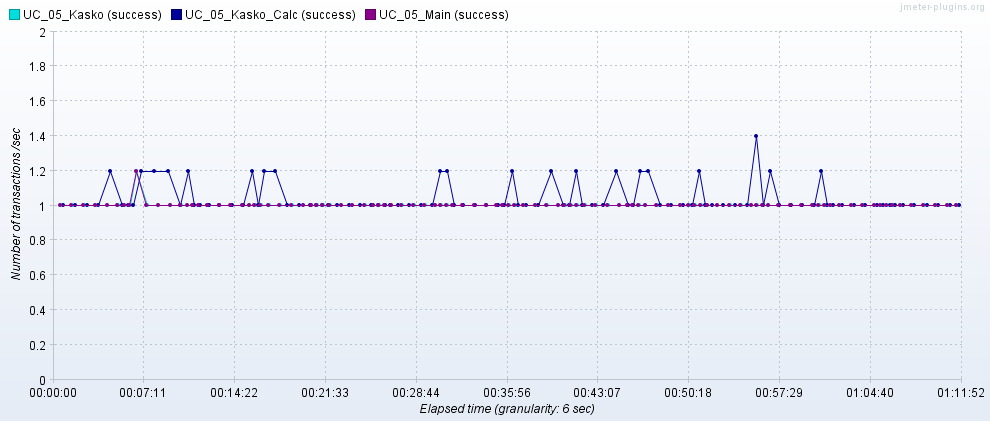 UC_05_Kasko (success) UC_05_Kasko_Calc (success) UC_05_Main (success)
jmeter-plugins.org
Number of transactions /sec
2
1.8
1.6
1.4
1.2
1
0.8
0.6
0.4
0.2
0
00:00:00 00:07:11 00:14:22 00:21:33 00:28:44 00:35:56 00:43:07 00:50:18 00:57:29 01:04:40 01:11:52
Elapsed time (granularity: 6 sec)